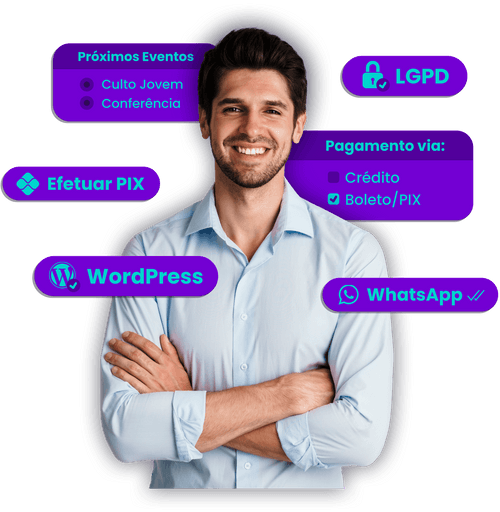 Próximos Eventos
Culto Jovem
Conferência
LGPD
Pagamento via:
Crédito
Boleto/PIX
Efetuar PIX
WordPress
WhatsApp